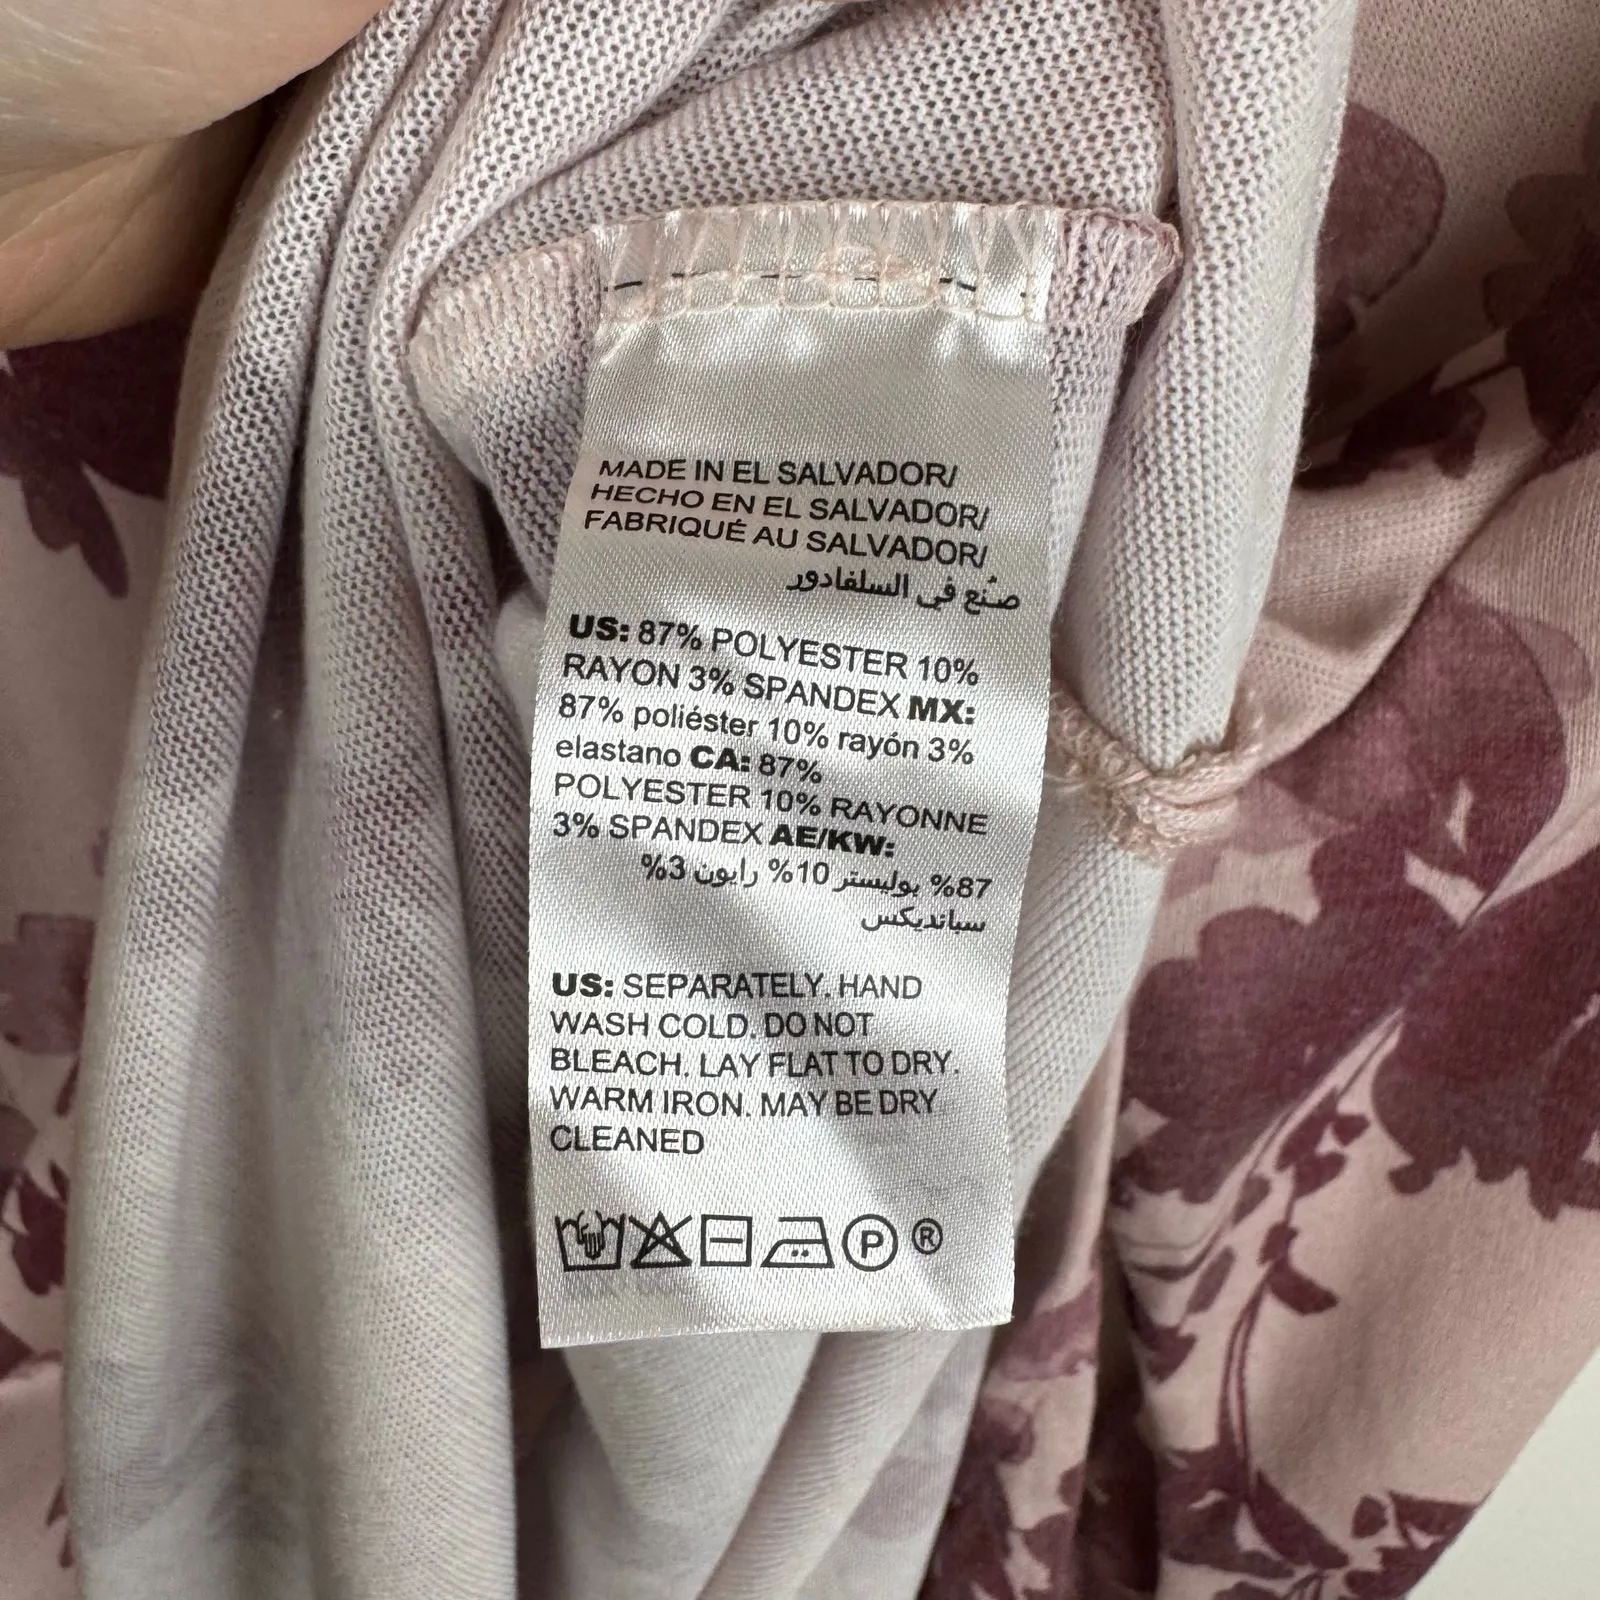 MADE IN EL SALVADOR/
HECHO EN EL SALVADOR/
FABRIQUÉ AU SALVADOR/
صُنع في السلفادور
US: 87% POLYESTER 10%
RAYON 3% SPANDEX MX:
87% poliéster 10% rayón 3%
elastano CA: 87%
POLYESTER 10% RAYONNE
3% SPANDEX AE/KW:
87% بوليستر 10% رايون 3%
سبانديكس
US: SEPARATELY. HAND
WASH COLD. DO NOT
BLEACH. LAY FLAT TO DRY.
WARM IRON. MAY BE DRY
CLEANED
P ®